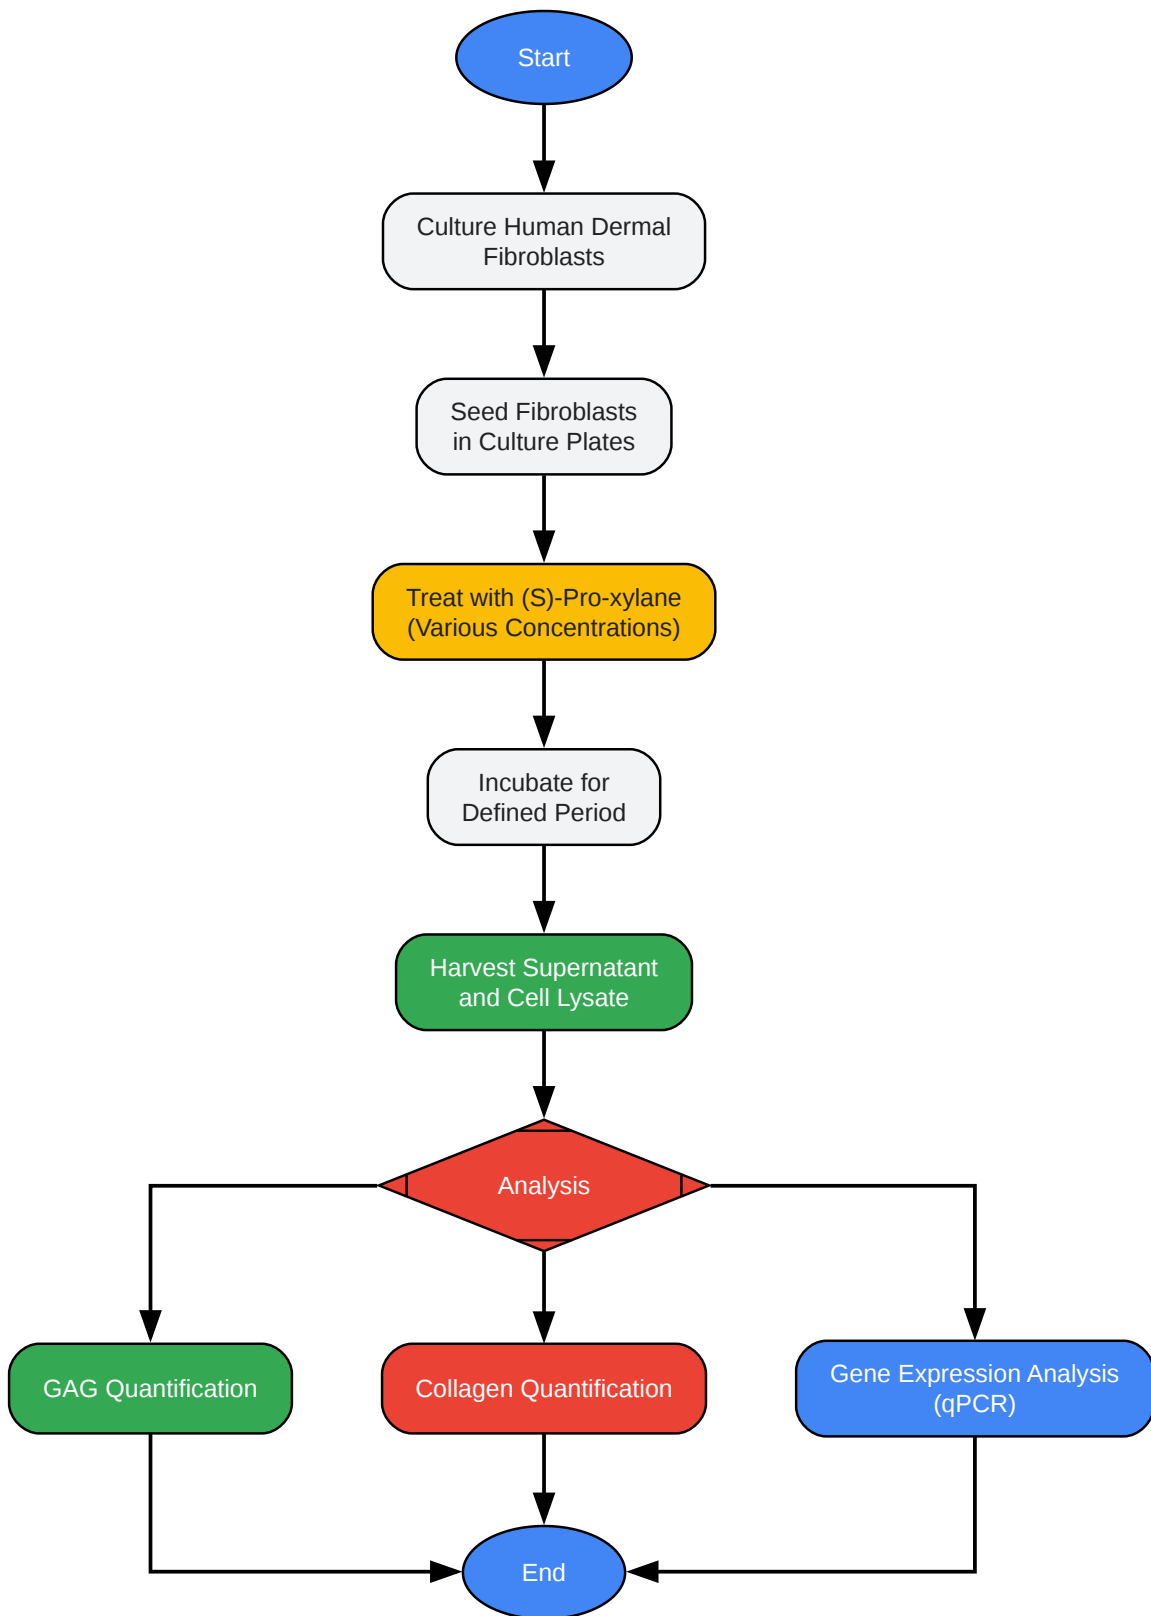 Start
Culture Human Dermal
Fibroblasts
Seed Fibroblasts
in Culture Plates
Treat with (S)-Pro-xylane
(Various Concentrations)
Incubate for
Defined Period
Harvest Supernatant
and Cell Lysate
Analysis
GAG Quantification
Collagen Quantification
Gene Expression Analysis
(qPCR)
End